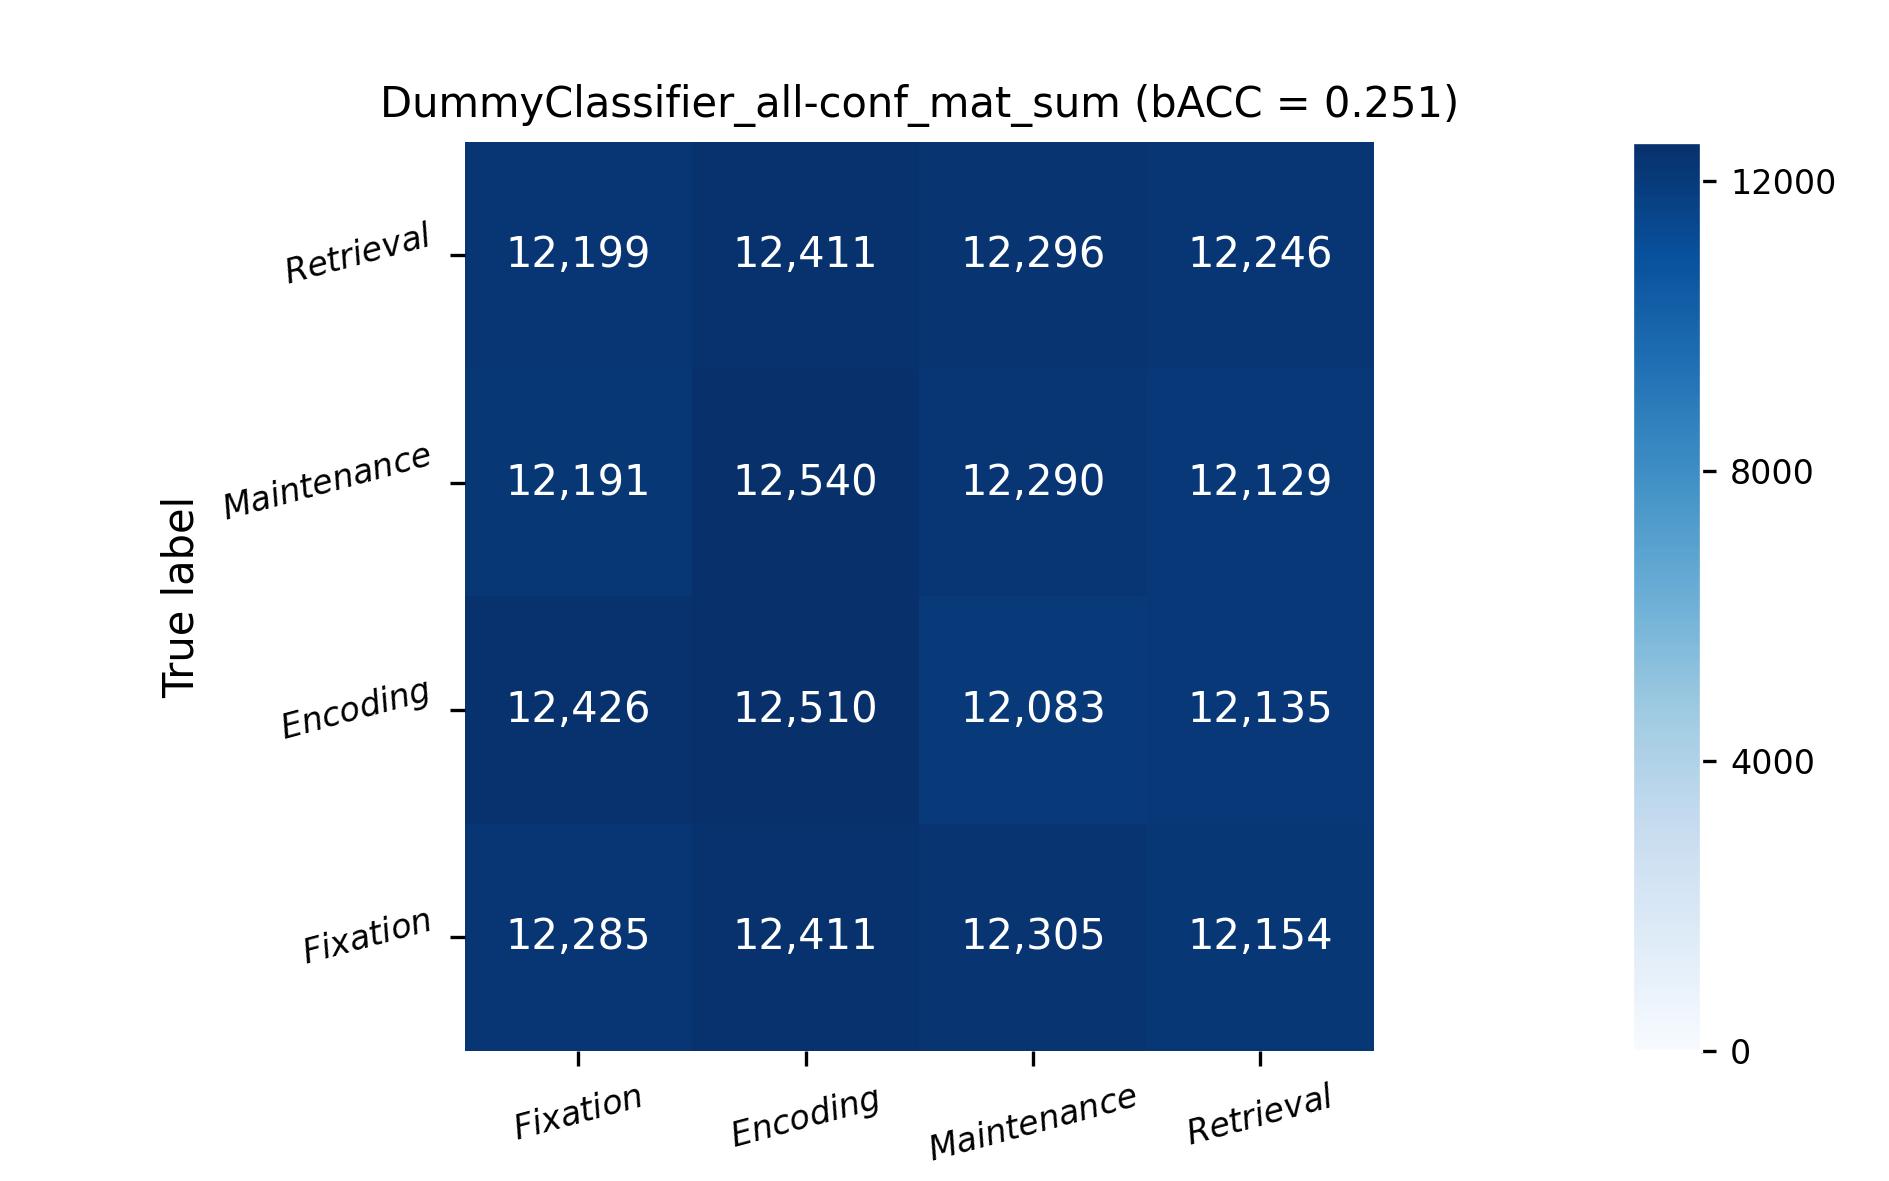 DummyClassifier_all-conf_mat_sum (bACC = 0.251)
True label
Retrieval 12,199 12,411 12,296 12,246
Maintenance 12,191 12,540 12,290 12,129
Encoding 12,426 12,510 12,083 12,135
Fixation 12,285 12,411 12,305 12,154
Fixation Encoding Maintenance Retrieval
12000
8000
4000
0